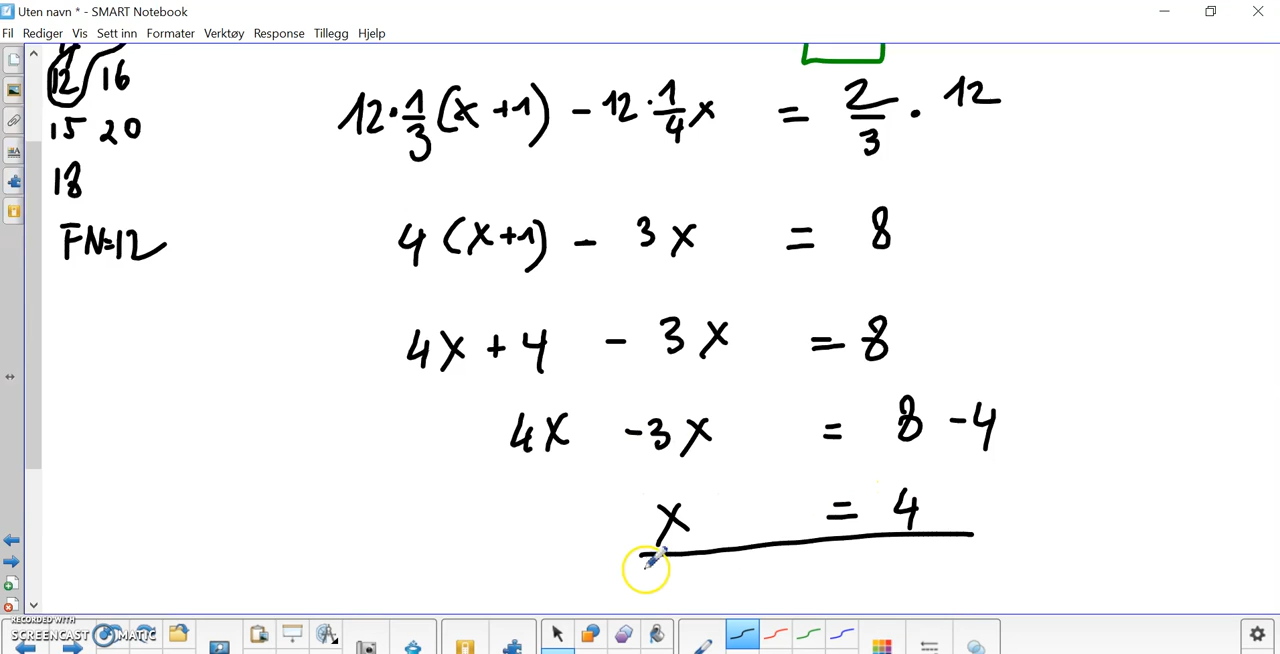 Uten navn * - SMART Notebook
Fil Rediger Vis Sett inn Formater Verktøy Response Tillegg Hjelp
12 16
15 20
18
FN=12
12 · 1/3 (x+1) - 12 · 1/4 x = 2/3 · 12
4 (x+1) - 3x = 8
4x + 4 - 3x = 8
4x - 3x = 8 - 4
x = 4
RECORDED WITH
SCREENCAST MATIC